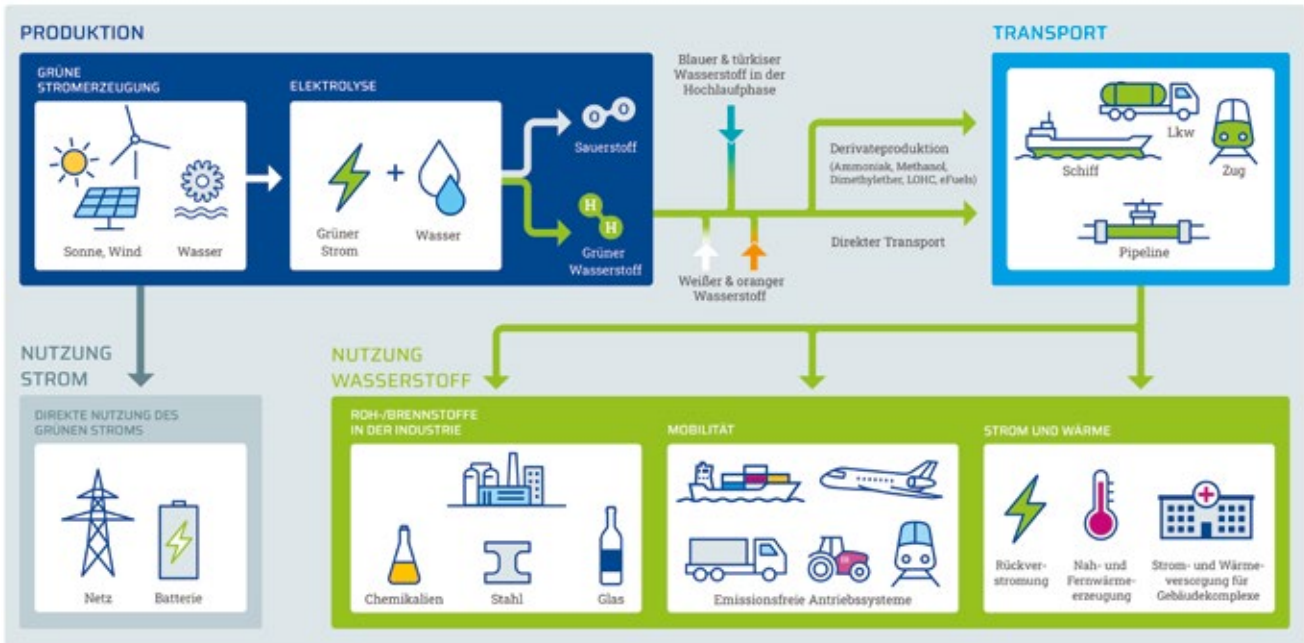 PRODUKTION
GRÜNE
STROMERZEUGUNG
Sonne, Wind
Wasser
ELEKTROLYSE
+
Grüner
Strom
Wasser
O O
Sauerstoff
H H
Grüner
Wasserstoff
Blauer & türkiser
Wasserstoff in der
Hochlaufphase
Weißer & oranger
Wasserstoff
Derivateproduktion
(Ammoniak, Methanol,
Dimethylether, LOHC, eFuels)
Direkter Transport
TRANSPORT
Lkw
Schiff
Zug
Pipeline
NUTZUNG
STROM
DIREKTE NUTZUNG DES
GRÜNEN STROMS
Netz
Batterie
NUTZUNG
WASSERSTOFF
ROH-/BRENNSTOFFE
IN DER INDUSTRIE
Chemikalien
Stahl
Glas
MOBILITÄT
Emissionsfreie Antriebssysteme
STROM UND WÄRME
Rückver-
stromung
Nah- und
Fernwärme-
erzeugung
Strom- und Wärme-
versorgung für
Gebäudekomplexe